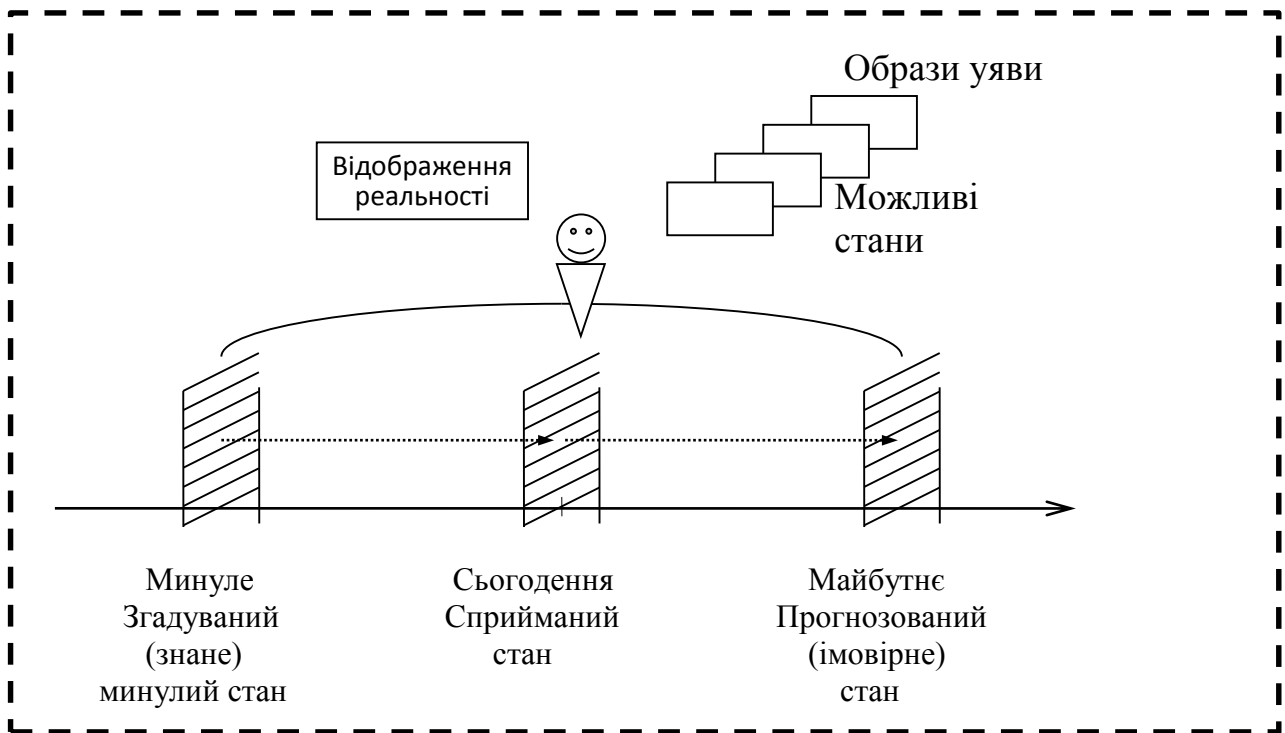 Образи уяви
Відображення
реальності
Можливі
стани
Минуле
Згадуваний
(знане)
минулий стан
Сьогодення
Сприйманий
стан
Майбутнє
Прогнозований
(імовірне)
стан